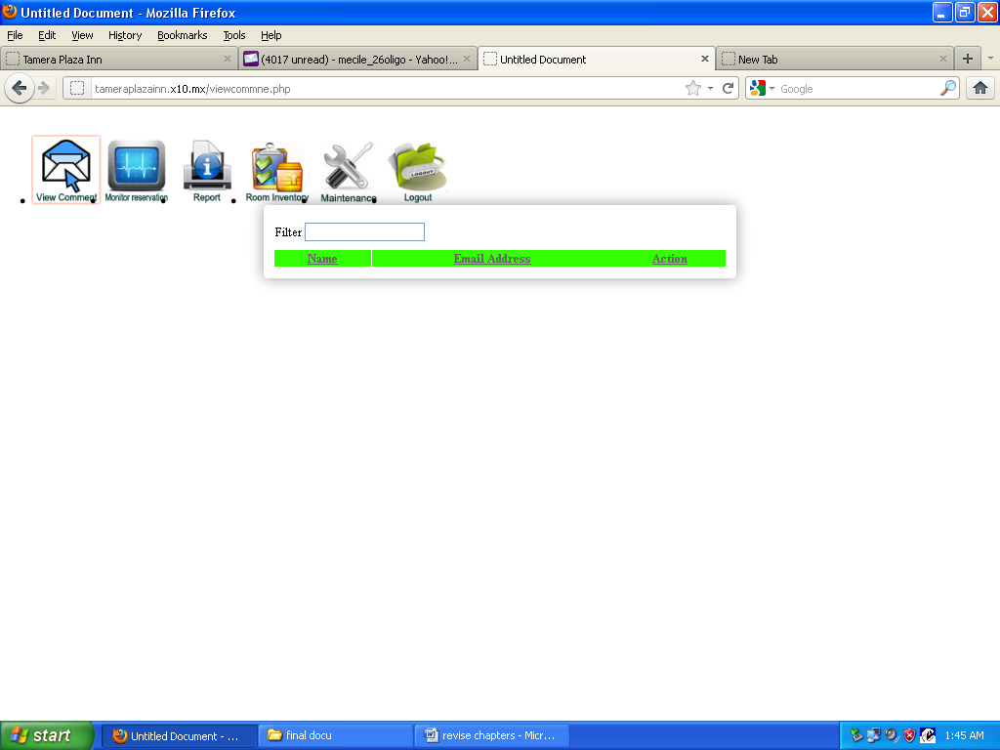 Untitled Document - Mozilla Firefox
File Edit View History Bookmarks Tools Help
Tamera Plaza Inn (4017 unread) - mecile_26oligo - Yahoo!... Untitled Document New Tab
tameraplazainn.x10.mx/viewcommne.php Google
View Comment Monitor reservation Report Room Inventory Maintenance Logout
LOGOUT
Filter
Name Email Address Action
start Untitled Document - ... final docu revise chapters - Micr... 1:45 AM